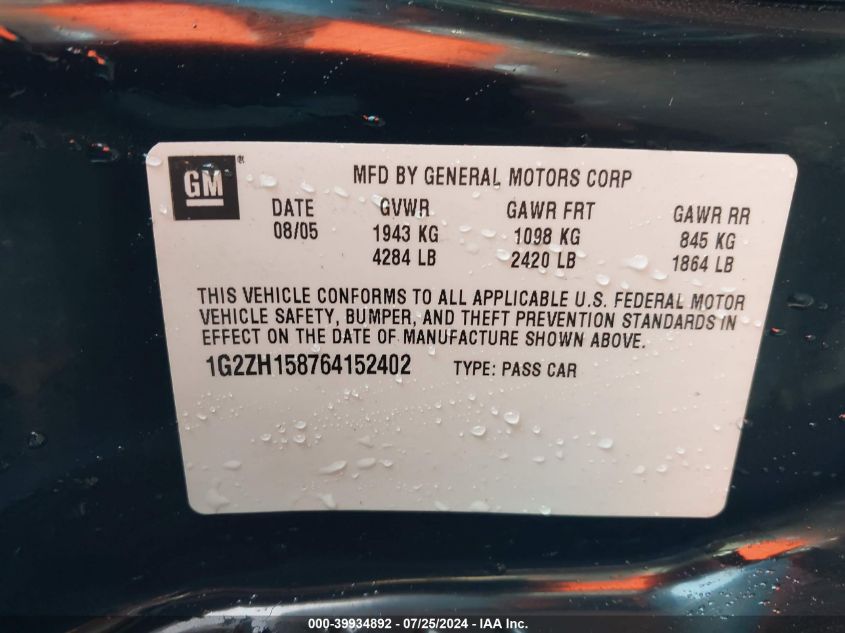 GM®
MFD BY GENERAL MOTORS CORP
DATE GVWR GAWR FRT GAWR RR
08/05 1943 KG 1098 KG 845 KG
4284 LB 2420 LB 1864 LB
THIS VEHICLE CONFORMS TO ALL APPLICABLE U.S. FEDERAL MOTOR
VEHICLE SAFETY, BUMPER, AND THEFT PREVENTION STANDARDS IN
EFFECT ON THE DATE OF MANUFACTURE SHOWN ABOVE.
1G2ZH158764152402 TYPE: PASS CAR
000-39934892 - 07/25/2024 - IAA Inc.